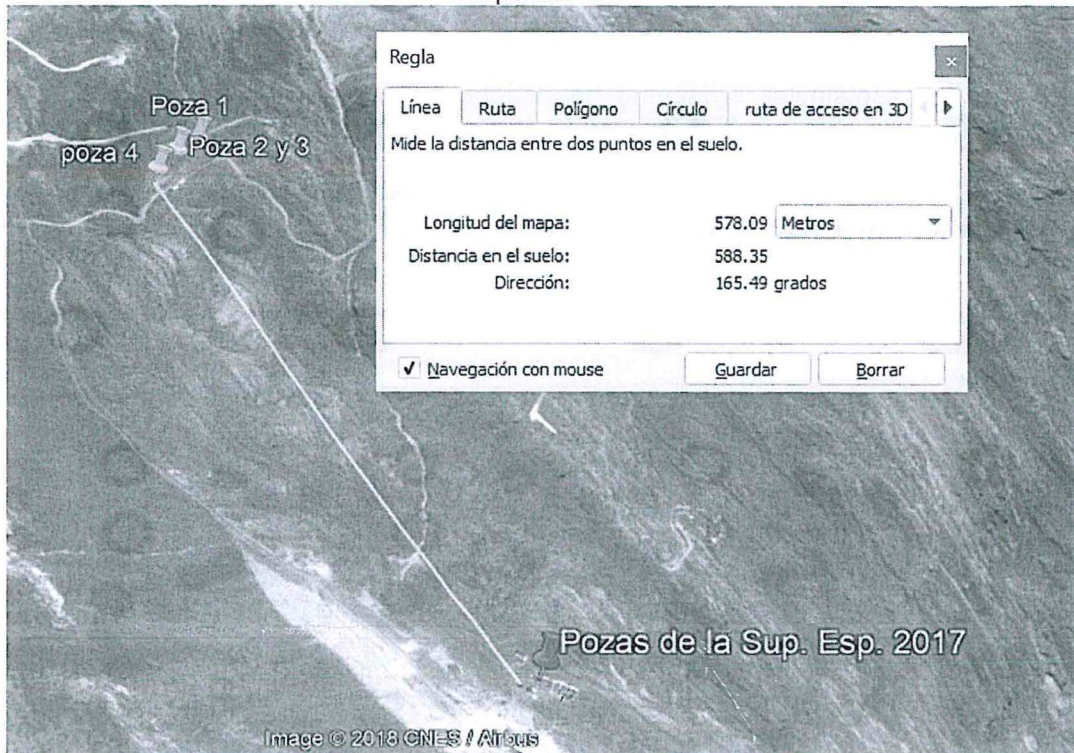 Regla
Línea Ruta Polígono Círculo ruta de acceso en 3D
Mide la distancia entre dos puntos en el suelo.
Longitud del mapa: 578.09 Metros
Distancia en el suelo: 588.35
Dirección: 165.49 grados
Navegación con mouse Guardar Borrar
Poza 1
poza 4 Poza 2 y 3
Pozas de la Sup. Esp. 2017
Image © 2018 CNES / Airbus